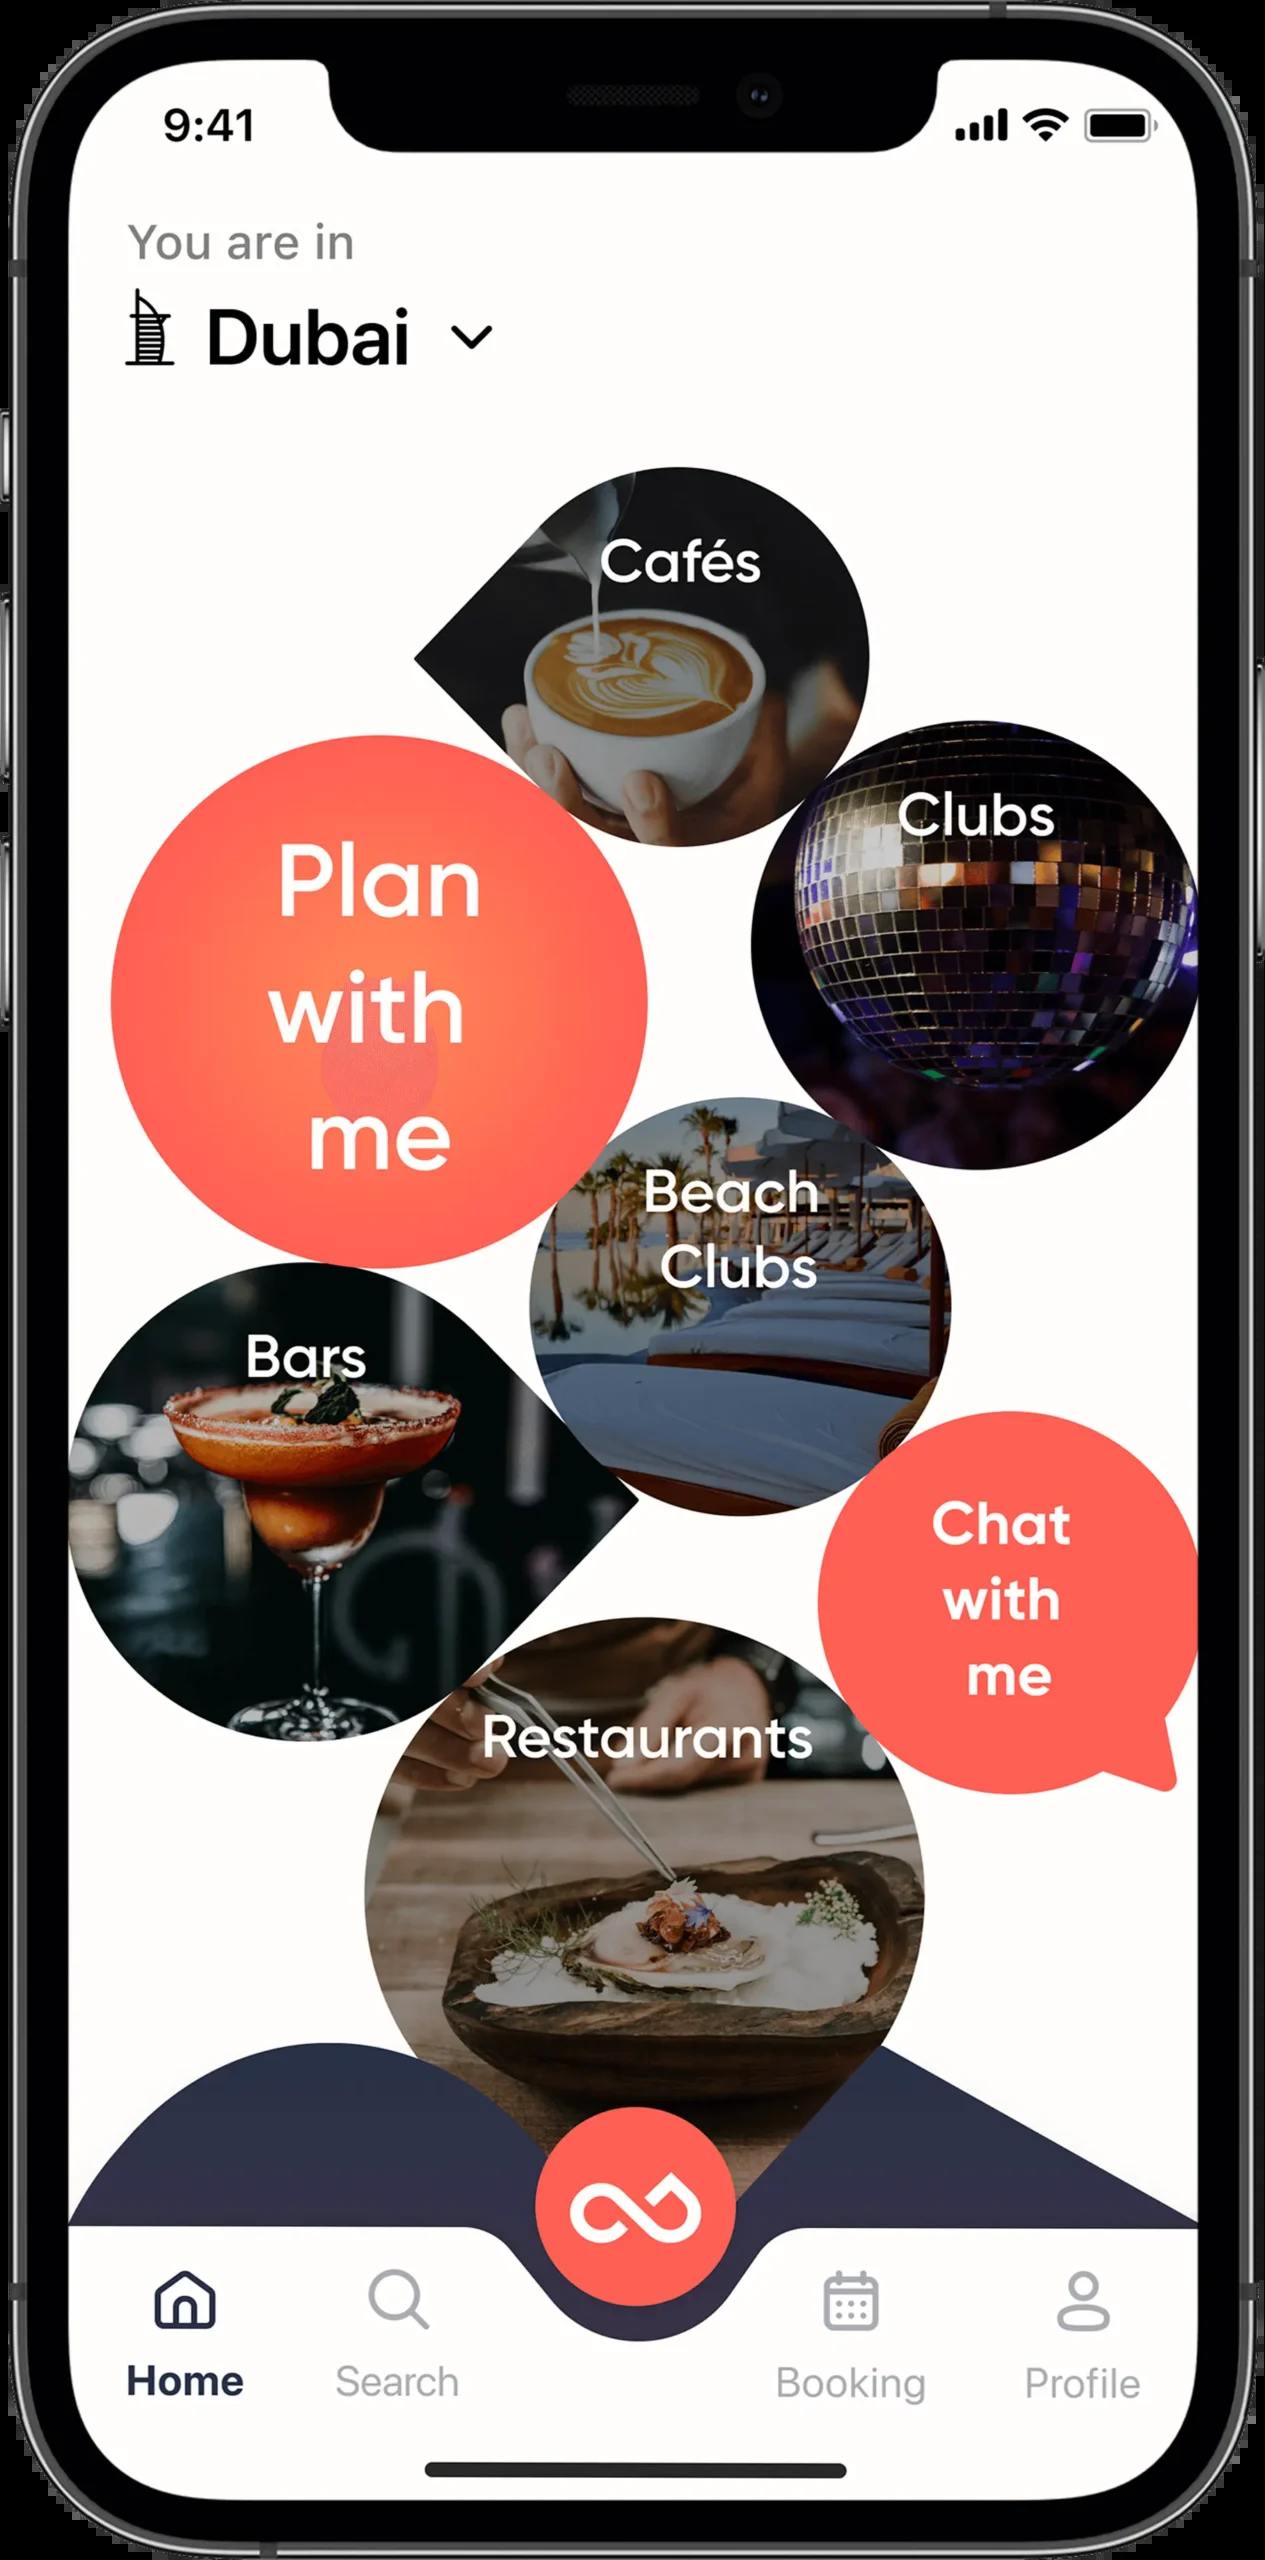 9:41
You are in
Dubai
Cafés
Clubs
Plan
with
me
Beach
Clubs
Bars
Chat
with
me
Restaurants
Home
Search
Booking
Profile